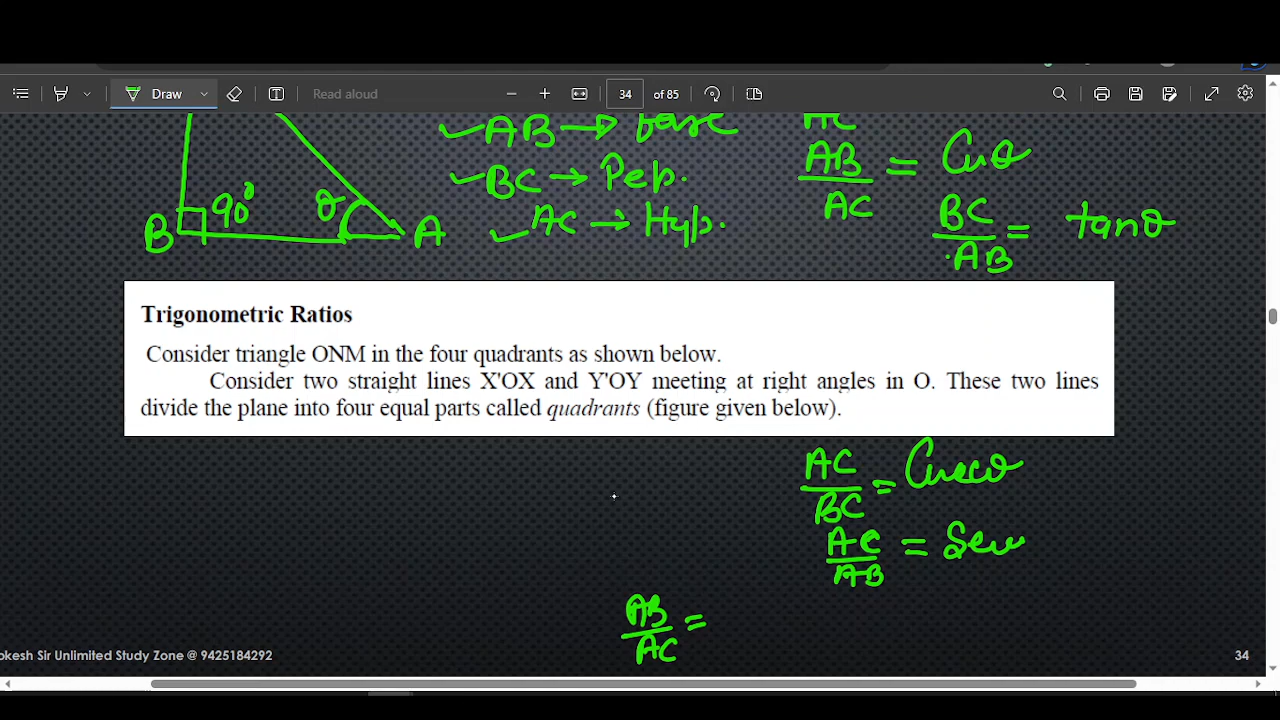 Draw
Read aloud
34 of 85
AB → base
BC → Pep.
AC → Hyp.
B 90° θ A
AC
AB/AC = Cosθ
BC/AB = tanθ
Trigonometric Ratios
Consider triangle ONM in the four quadrants as shown below.
Consider two straight lines X'OX and Y'OY meeting at right angles in O. These two lines
divide the plane into four equal parts called quadrants (figure given below).
AC/BC = Cosecθ
AC/AB = Secθ
AB/AC =
okesh Sir Unlimited Study Zone @ 9425184292
34